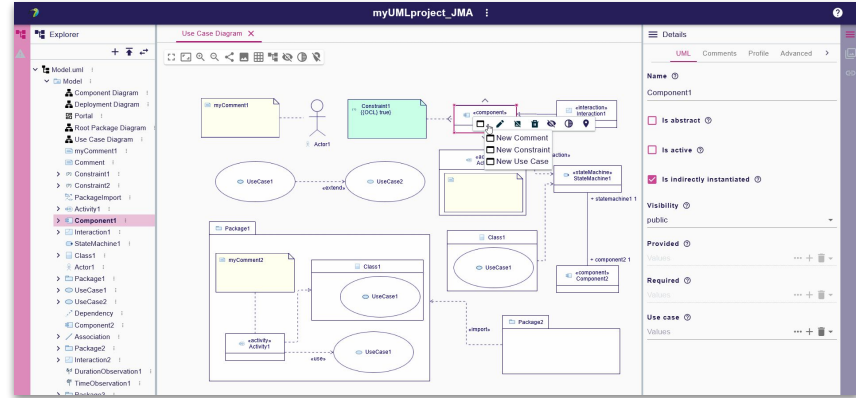 myUMLproject_JMA
Explorer
Model.uml
Model
Component Diagram
Deployment Diagram
Portal
Root Package Diagram
Use Case Diagram
myComment1
Comment
Constraint1
Constraint2
PackageImport
Activity1
Component1
Interaction1
StateMachine1
Class1
Actor1
Package1
UseCase1
UseCase2
Dependency
Component2
Association
Package2
Interaction2
DurationObservation1
TimeObservation1
Package3
Use Case Diagram
myComment1
Actor1
Constraint1
{{OCL} true}
«component»
«interaction»
Interaction1
New Comment
New Constraint
New Use Case
UseCase1
«extend»
UseCase2
«stateMachine»
StateMachine1
+ statemachine1 1
Package1
myComment2
Class1
UseCase1
«activity»
Activity1
«use»
UseCase1
Class1
UseCase1
+ component2 1
«component»
Component2
«import»
Package2
Details
UML
Comments
Profile
Advanced
Name
Component1
Is abstract
Is active
Is indirectly instantiated
Visibility
public
Provided
Values
Required
Values
Use case
Values